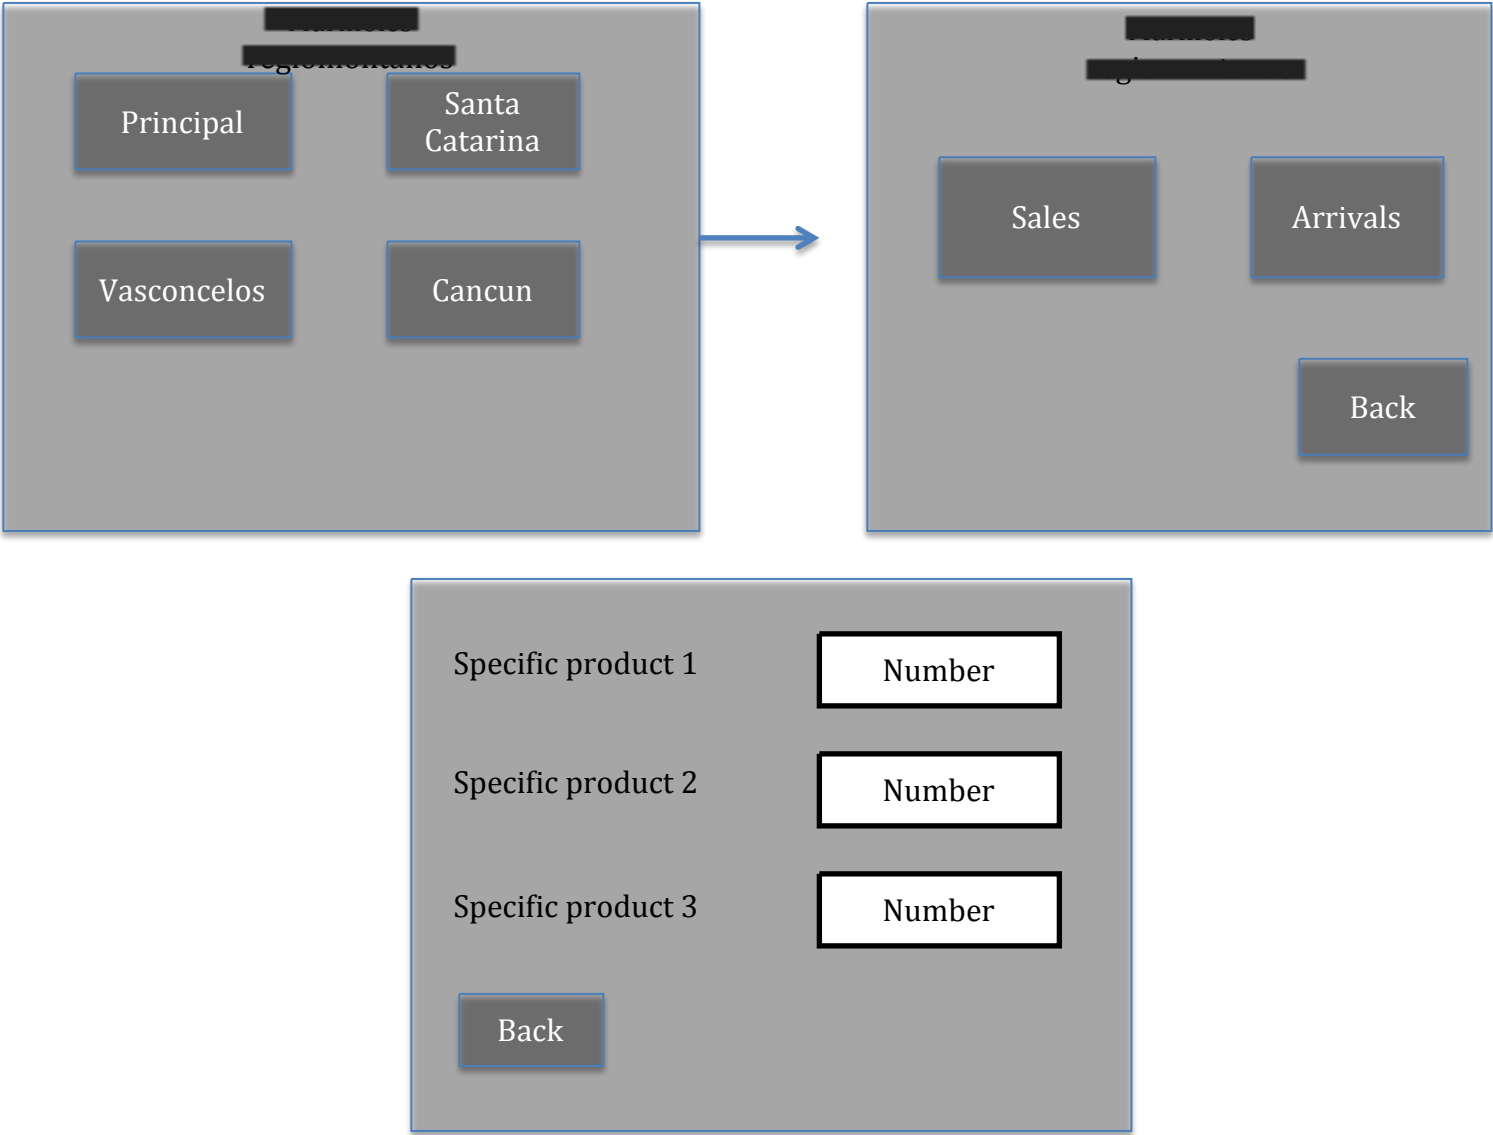 Principal
Santa
Catarina
Vasconcelos
Cancun
Sales
Arrivals
Back
Specific product 1
Number
Specific product 2
Number
Specific product 3
Number
Back